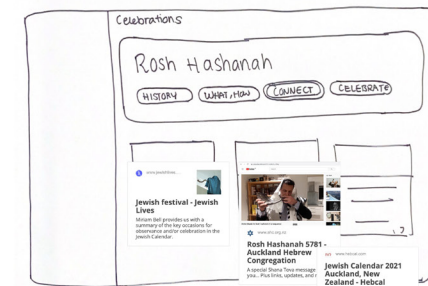 Celebrations
Rosh Hashanah
HISTORY
WHAT, HOW
CONNECT
CELEBRATE
www.jewishlives....
Jewish festival - Jewish
Lives
Miriam Bell provides us with a
summary of the key occasions for
observance and/or celebration in the
Jewish Calendar.
www.ahc.org.nz
Rosh Hashanah 5781 -
Auckland Hebrew
Congregation
A special Shana Tova message
you... Plus links, updates, and
www.hebcal.com
Jewish Calendar 2021
Auckland, New
Zealand - Hebcal